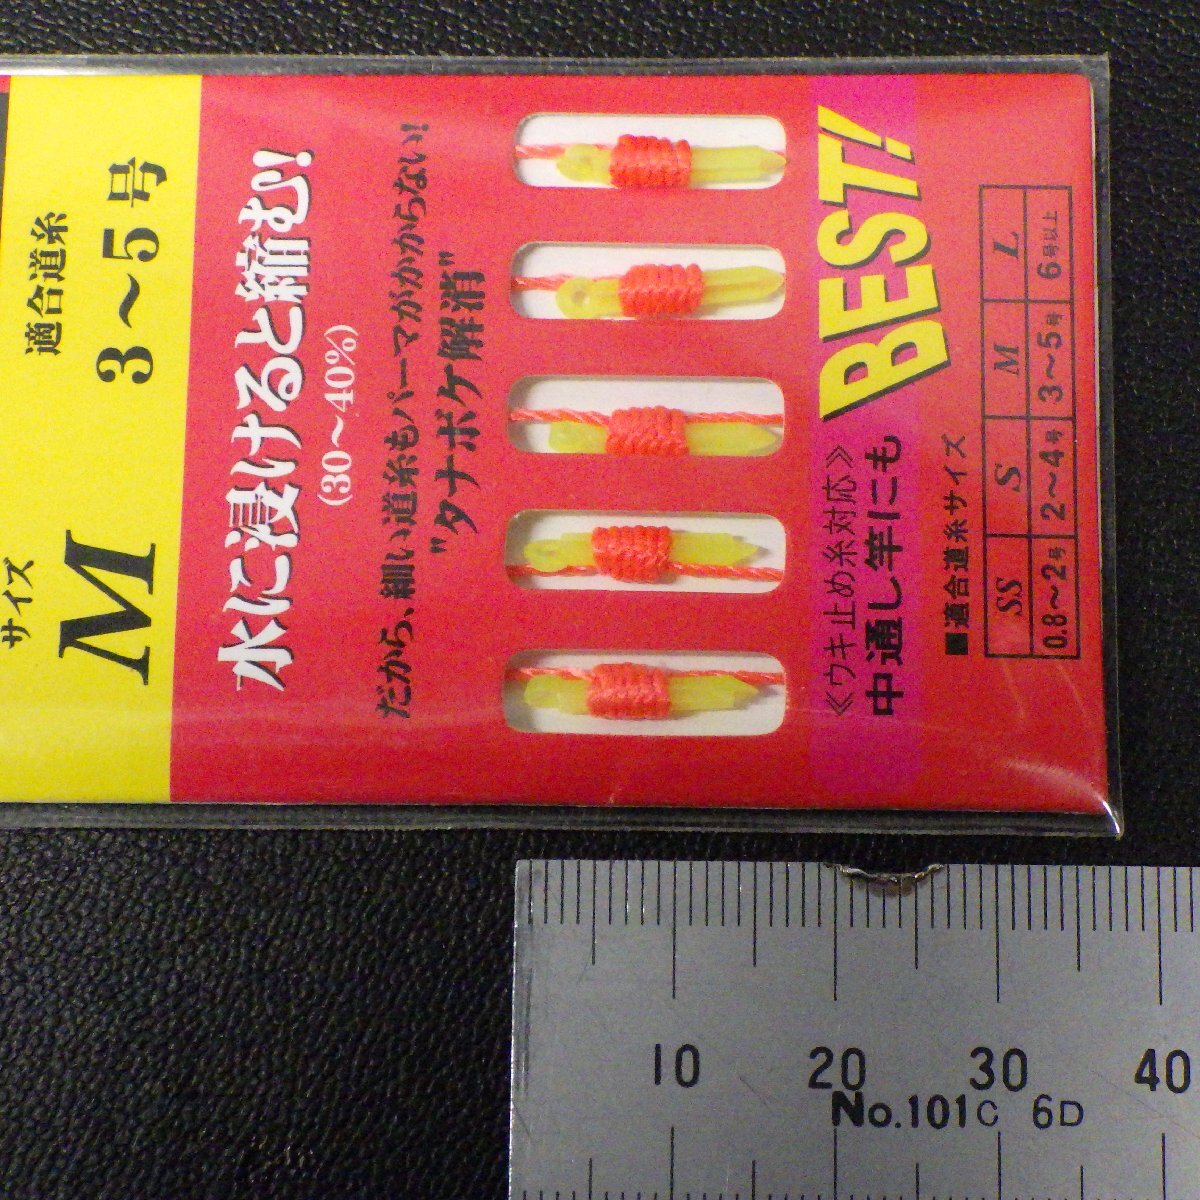 サイズ
M
適合道糸
3～5号
水に浸けると縮む!
(30～40%)
だから、細い道糸もパーマがかからない!
"タナボケ解消"
BEST!
《ウキ止め糸対応》
中通し竿にも
■適合道糸サイズ
SS S M L
0.8～2号 2～4号 3～5号 6号以上
10 20 30 40
No.101C 6D